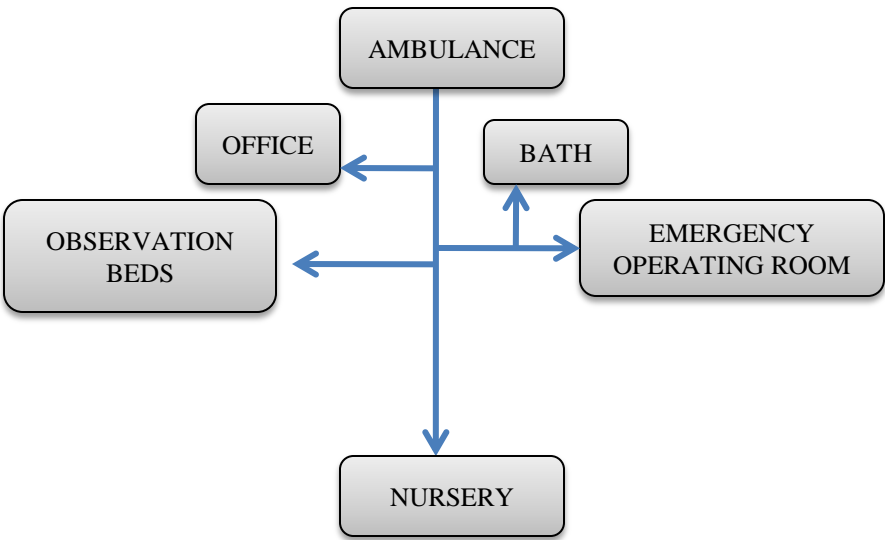 AMBULANCE
OFFICE
BATH
OBSERVATION
BEDS
EMERGENCY
OPERATING ROOM
NURSERY